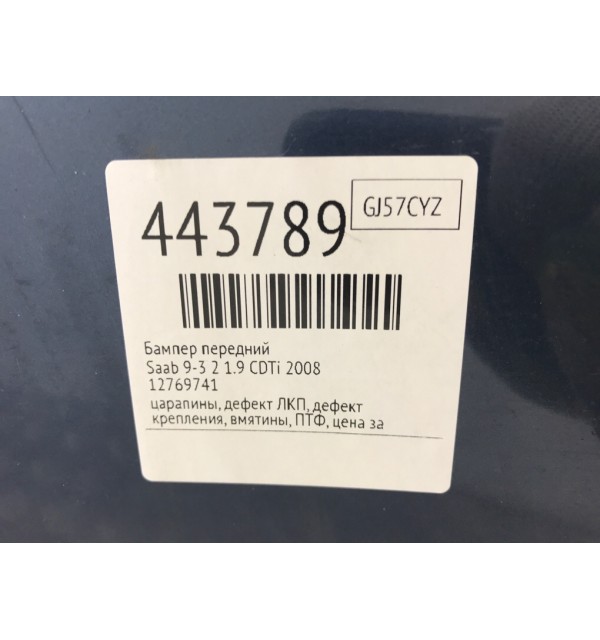 443789
GJ57CYZ
Бампер передний
Saab 9-3 2 1.9 CDTi 2008
12769741
царапины, дефект ЛКП, дефект
крепления, вмятины, ПТФ, цена за